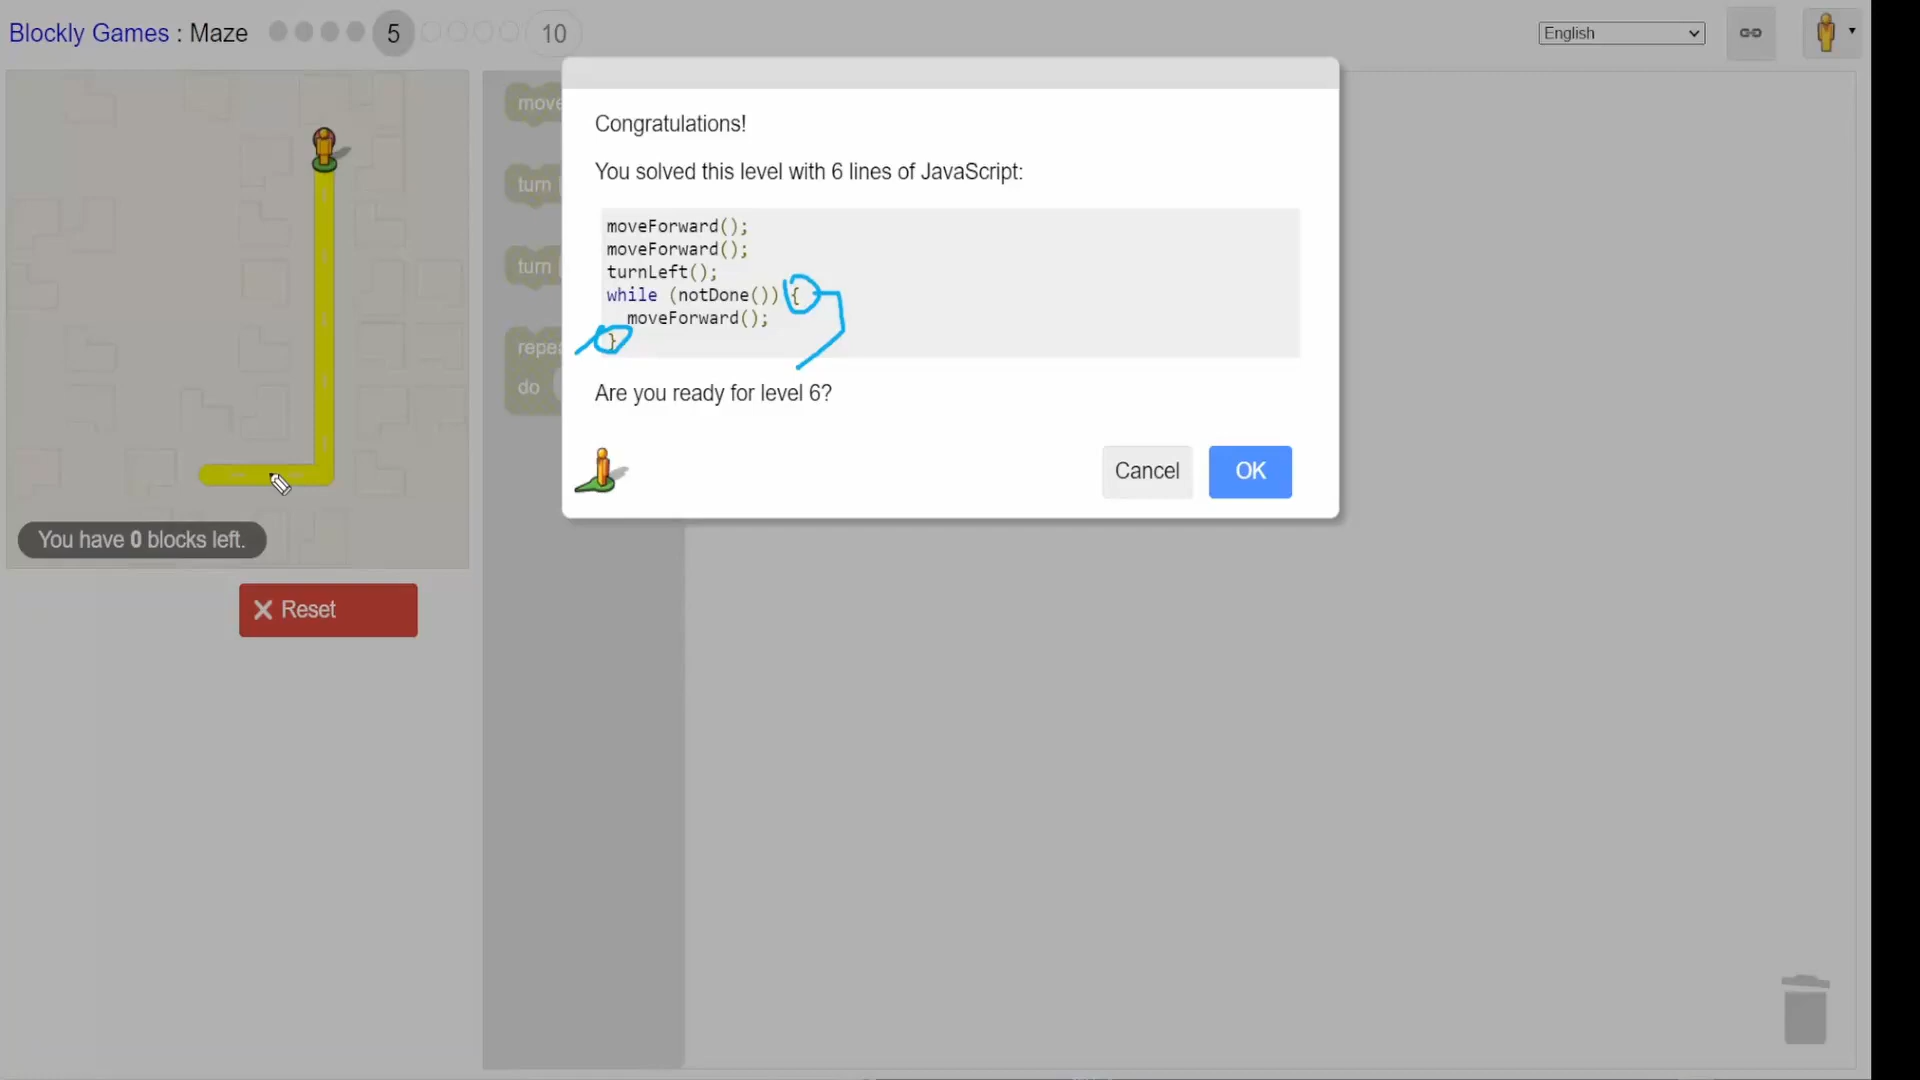 Blockly Games : Maze 5 10
English
move
turn
turn
repea
do
Congratulations!
You solved this level with 6 lines of JavaScript:
moveForward();
moveForward();
turnLeft();
while (notDone()) {
  moveForward();
}
Are you ready for level 6?
Cancel
OK
You have 0 blocks left.
Reset